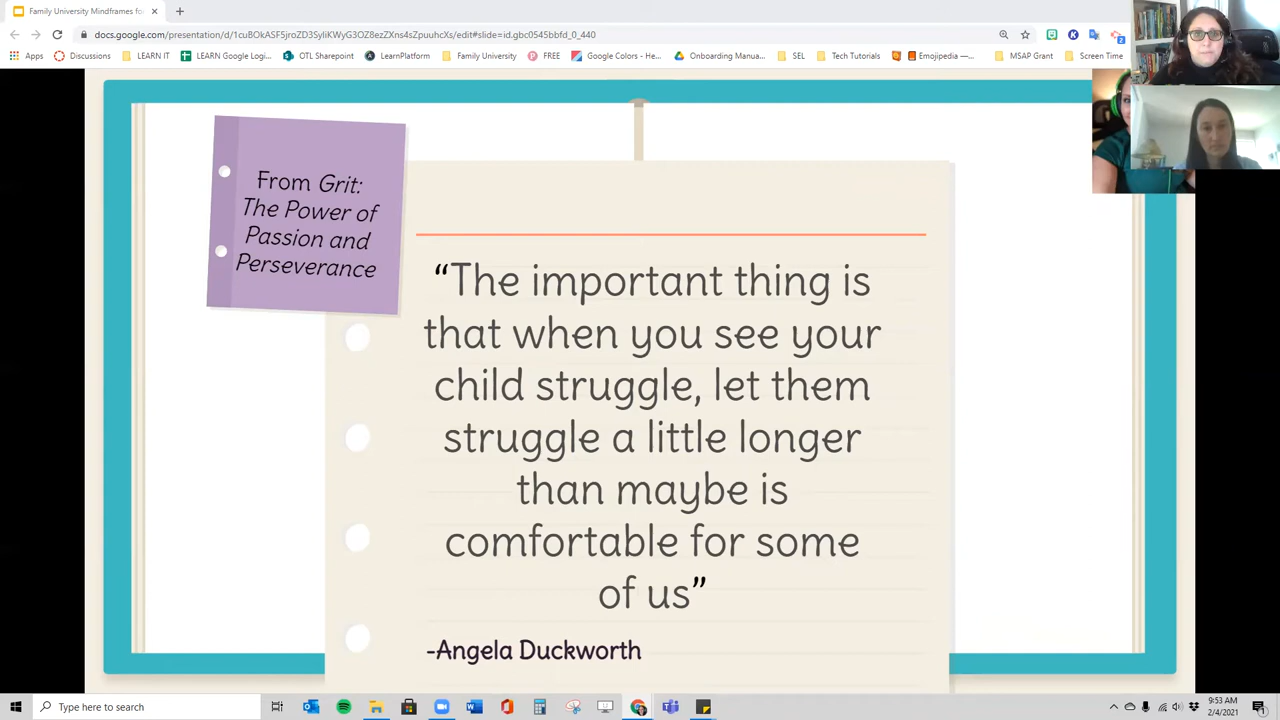 Family University Mindframes for
docs.google.com/presentation/d/1cuBOkASF5jroZD3SyliKWyG3OZ8ezZXns4sZpuuhcXs/edit#slide=id.gbc0545bbfd_0_440
Apps
Discussions
LEARN IT
LEARN Google Logi...
OTL Sharepoint
LearnPlatform
Family University
FREE
Google Colors - He...
Onboarding Manua...
SEL
Tech Tutorials
Emojipedia —...
MSAP Grant
Screen Time
From Grit:
The Power of
Passion and
Perseverance
“The important thing is
that when you see your
child struggle, let them
struggle a little longer
than maybe is
comfortable for some
of us”
-Angela Duckworth
Type here to search
9:53 AM
2/4/2021